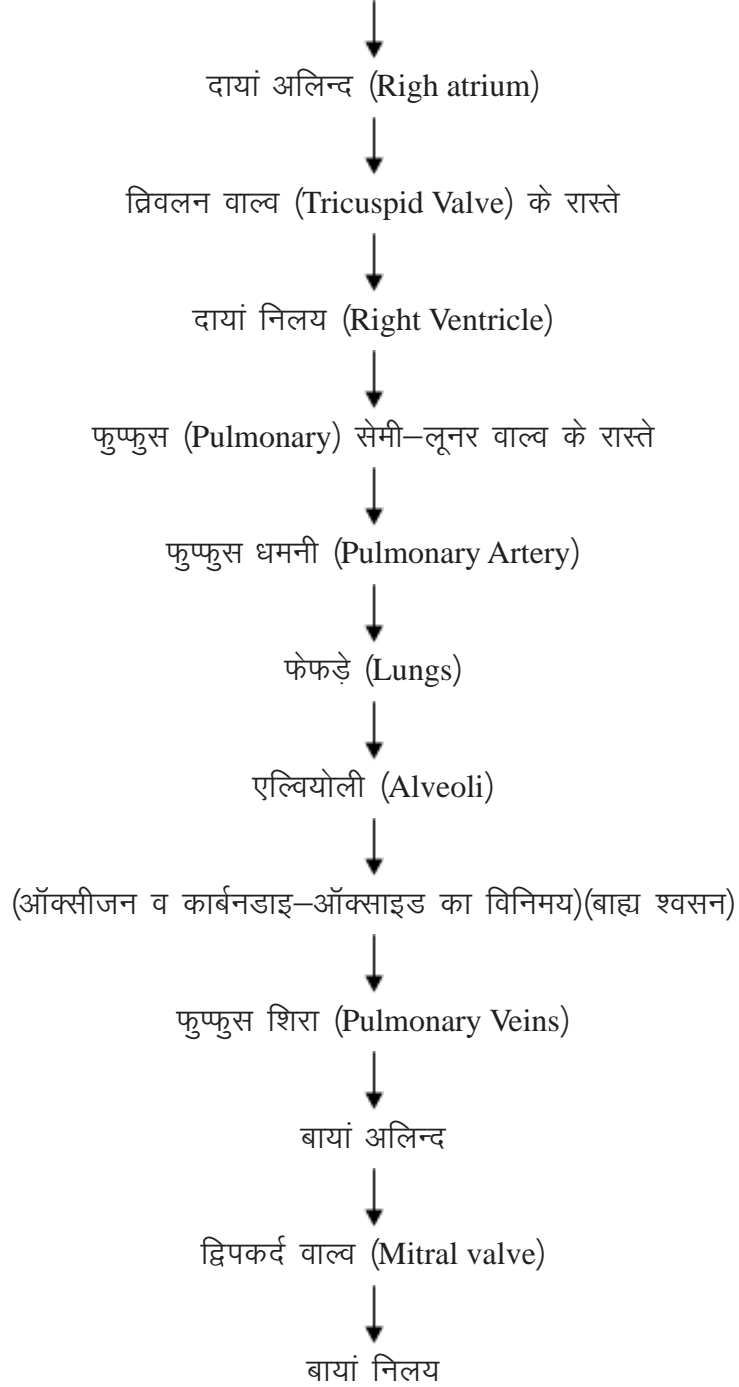 दायां अलिन्द (Righ atrium)
त्रिवलन वाल्व (Tricuspid Valve) के रास्ते
दायां निलय (Right Ventricle)
फुप्फुस (Pulmonary) सेमी–लूनर वाल्व के रास्ते
फुप्फुस धमनी (Pulmonary Artery)
फेफड़े (Lungs)
एल्वियोली (Alveoli)
(ऑक्सीजन व कार्बनडाइ–ऑक्साइड का विनिमय)(बाह्य श्वसन)
फुप्फुस शिरा (Pulmonary Veins)
बायां अलिन्द
द्विपकर्द वाल्व (Mitral valve)
बायां निलय